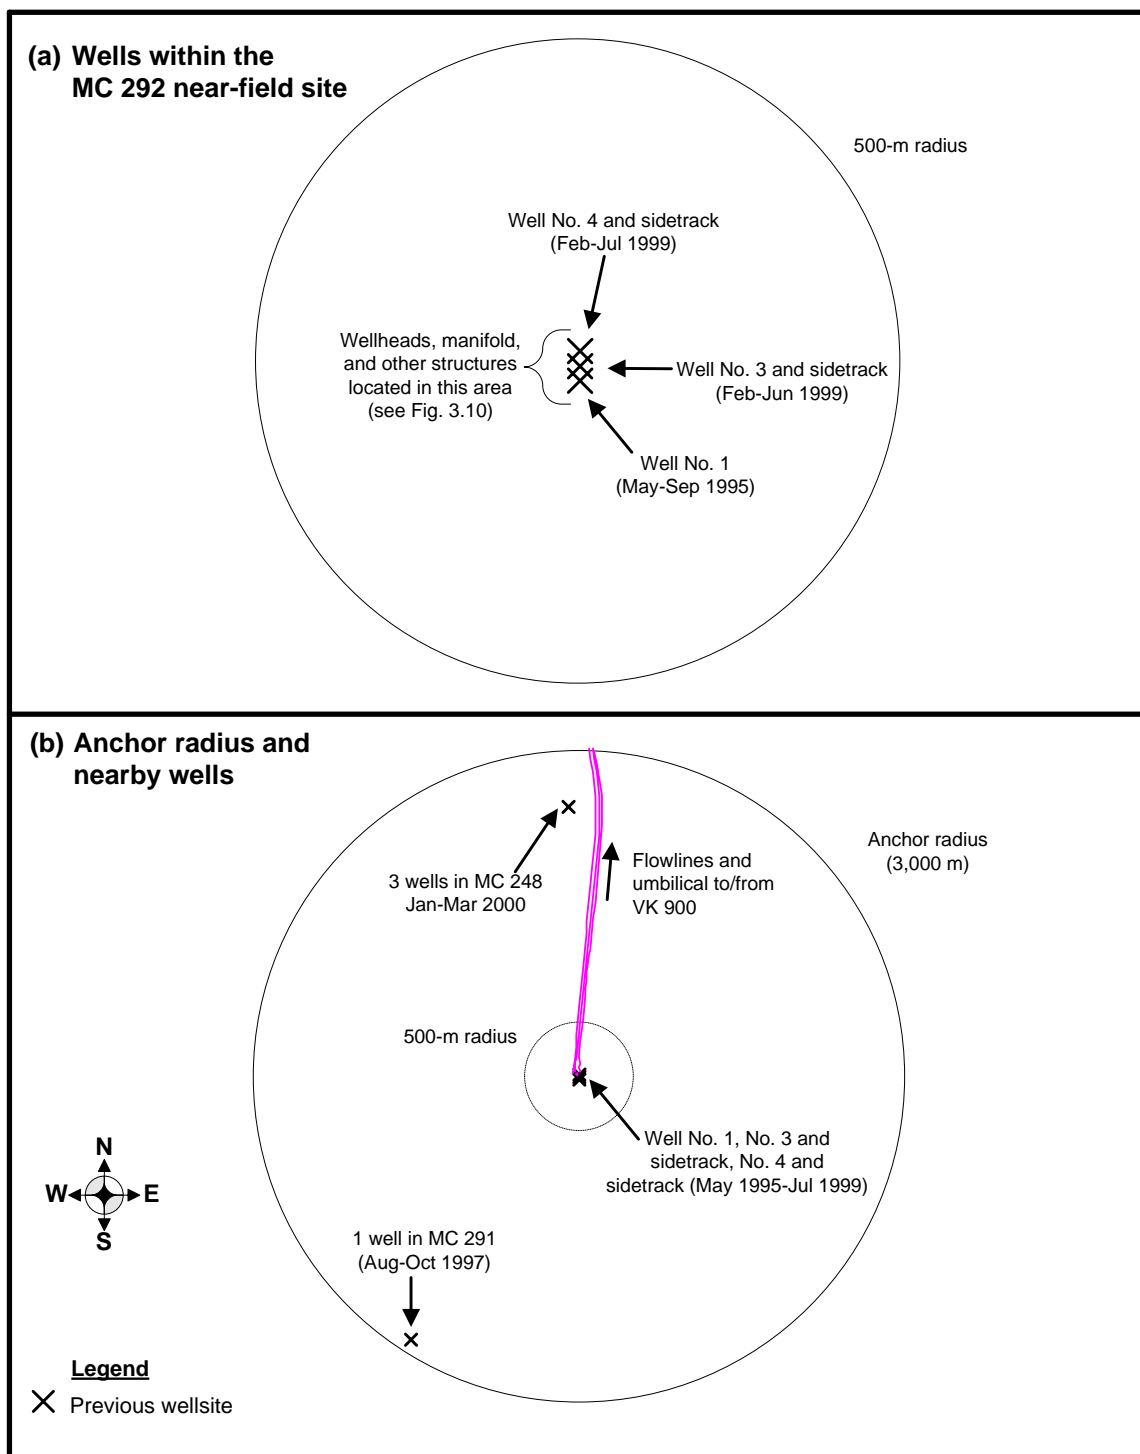 (a) Wells within the
MC 292 near-field site
500-m radius
Well No. 4 and sidetrack
(Feb-Jul 1999)
Wellheads, manifold,
and other structures
located in this area
(see Fig. 3.10)
Well No. 3 and sidetrack
(Feb-Jun 1999)
Well No. 1
(May-Sep 1995)
(b) Anchor radius and
nearby wells
Anchor radius
(3,000 m)
3 wells in MC 248
Jan-Mar 2000
Flowlines and
umbilical to/from
VK 900
500-m radius
Well No. 1, No. 3 and
sidetrack, No. 4 and
sidetrack (May 1995-Jul 1999)
N
W E
S
1 well in MC 291
(Aug-Oct 1997)
Legend
Previous wellsite